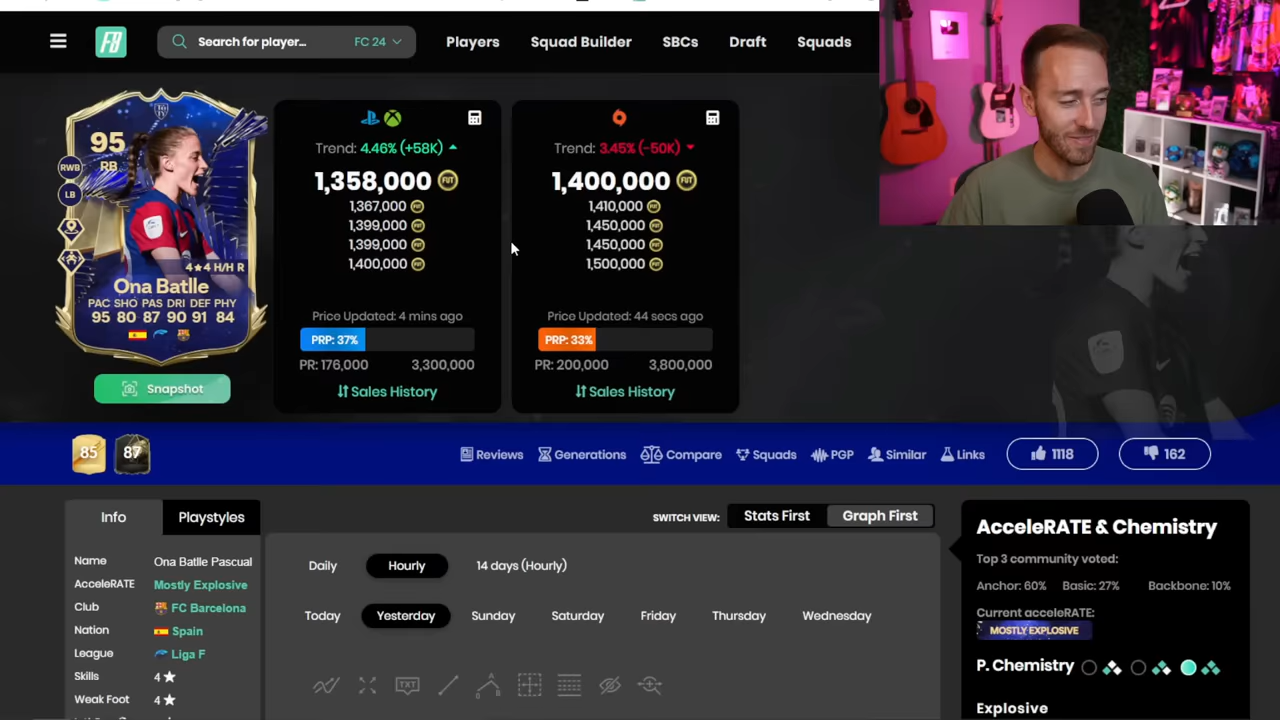 FB
Search for player...
FC 24
Players
Squad Builder
SBCs
Draft
Squads
95
RB
RWB
LB
4★4 H/H R
Ona Batlle
PAC SHO PAS DRI DEF PHY
95 80 87 90 91 84
Snapshot
Trend: 4.46% (+58K)
1,358,000
FUT
1,367,000
1,399,000
1,399,000
1,400,000
Price Updated: 4 mins ago
PRP: 37%
PR: 176,000
3,300,000
Sales History
Trend: 3.45% (-50K)
1,400,000
FUT
1,410,000
1,450,000
1,450,000
1,500,000
Price Updated: 44 secs ago
PRP: 33%
PR: 200,000
3,800,000
Sales History
85
87
Reviews
Generations
Compare
Squads
PGP
Similar
Links
1118
162
Info
Playstyles
Name
Ona Batlle Pascual
AcceleRATE
Mostly Explosive
Club
FC Barcelona
Nation
Spain
League
Liga F
Skills
4★
Weak Foot
4★
SWITCH VIEW:
Stats First
Graph First
Daily
Hourly
14 days (Hourly)
Today
Yesterday
Sunday
Saturday
Friday
Thursday
Wednesday
TXT
AcceleRATE & Chemistry
Top 3 community voted:
Anchor: 60%
Basic: 27%
Backbone: 10%
Current acceleRATE:
MOSTLY EXPLOSIVE
P. Chemistry
Explosive